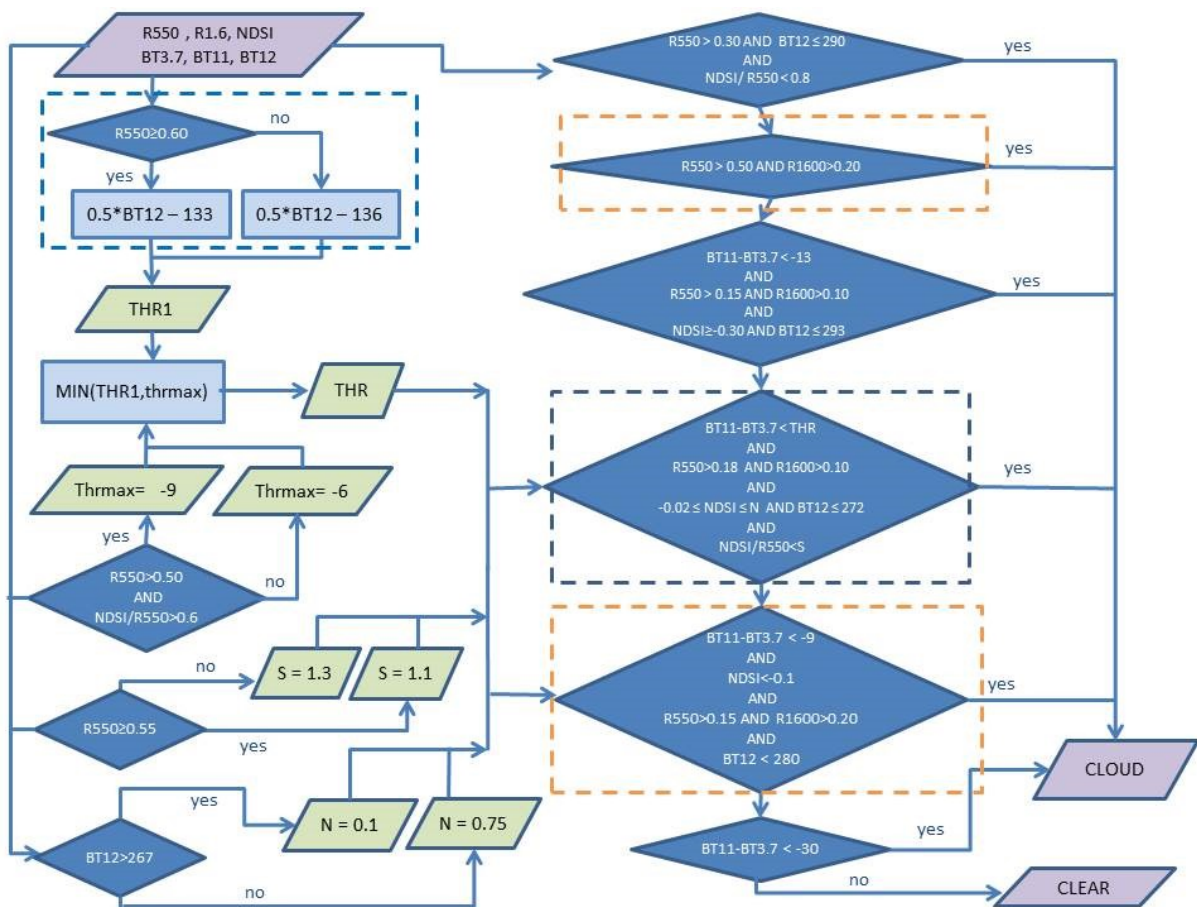 R550 , R1.6, NDSI
BT3.7, BT11, BT12
R550≥0.60
no
yes
0.5*BT12 – 133
0.5*BT12 – 136
THR1
MIN(THR1,thrmax)
THR
Thrmax= -9
Thrmax= -6
yes
no
R550>0.50
AND
NDSI/R550>0.6
no
S = 1.3
S = 1.1
R550≥0.55
yes
yes
N = 0.1
N = 0.75
BT12>267
no
R550 > 0.30 AND BT12 ≤ 290
AND
NDSI/ R550 < 0.8
yes
R550 > 0.50 AND R1600>0.20
yes
BT11-BT3.7 < -13
AND
R550 > 0.15 AND R1600>0.10
AND
NDSI≥-0.30 AND BT12 ≤ 293
yes
BT11-BT3.7 < THR
AND
R550>0.18 AND R1600>0.10
AND
-0.02 ≤ NDSI ≤ N AND BT12 ≤ 272
AND
NDSI/R550<S
yes
BT11-BT3.7 < -9
AND
NDSI<-0.1
AND
R550>0.15 AND R1600>0.20
AND
BT12 < 280
yes
CLOUD
BT11-BT3.7 < -30
yes
no
CLEAR